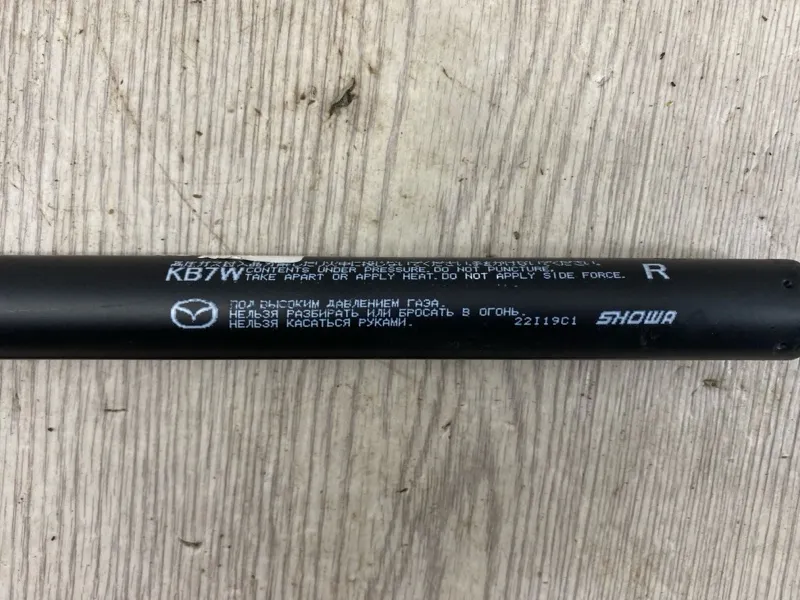 KB7W CONTENTS UNDER PRESSURE. DO NOT PUNCTURE, R
TAKE APART OR APPLY HEAT. DO NOT APPLY SIDE FORCE.
ПОД ВЫСОКИМ ДАВЛЕНИЕМ ГАЗА.
НЕЛЬЗЯ РАЗБИРАТЬ ИЛИ БРОСАТЬ В ОГОНЬ.
НЕЛЬЗЯ КАСАТЬСЯ РУКАМИ. 22I19C1 SHOWA